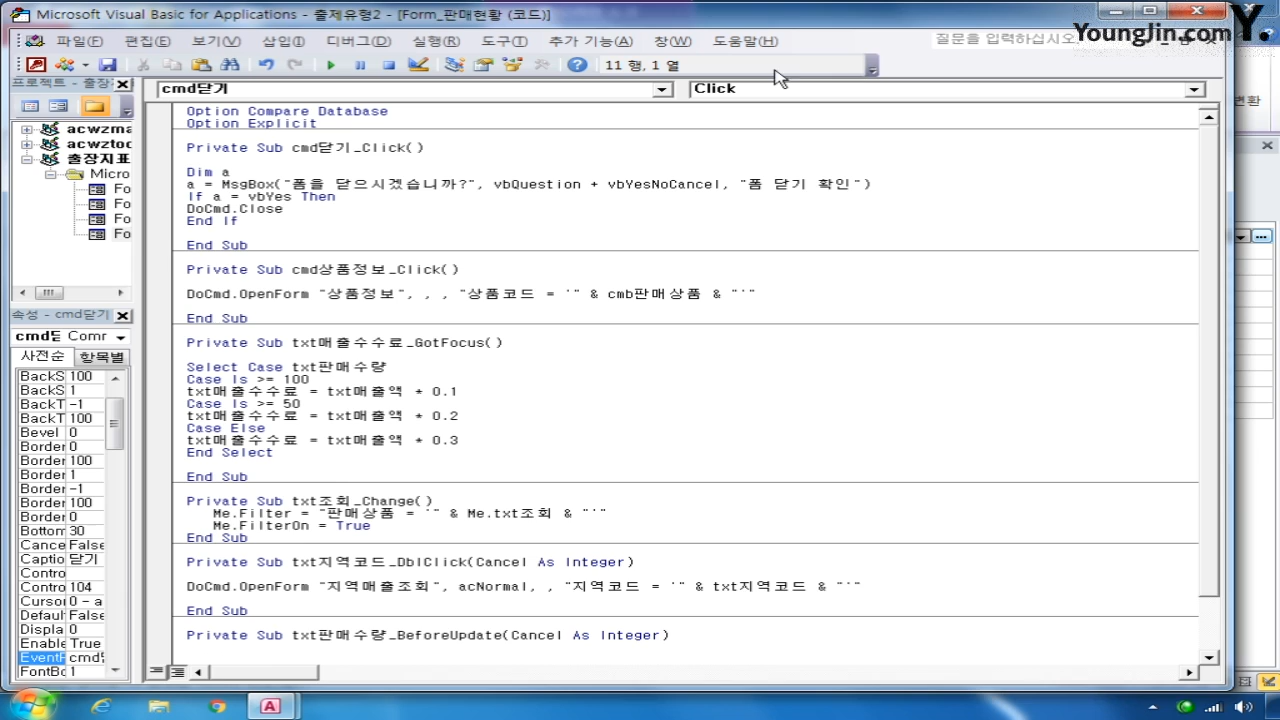 Microsoft Visual Basic for Applications - 출제유형2 - [Form_판매현황 (코드)]
YoungJin.com Y.
파일(F) 편집(E) 보기(V) 삽입(I) 디버그(D) 실행(R) 도구(T) 추가 기능(A) 창(W) 도움말(H)
질문을 입력하십시오.
11 행, 1 열
프로젝트 - 출장
cmd닫기
Click
변환
Option Compare Database
Option Explicit
Private Sub cmd닫기_Click()
Dim a
a = MsgBox("폼을 닫으시겠습니까?", vbQuestion + vbYesNoCancel, "폼 닫기 확인")
If a = vbYes Then
DoCmd.Close
End If
End Sub
Private Sub cmd상품정보_Click()
DoCmd.OpenForm "상품정보", , , "상품코드 = '" & cmb판매상품 & "'"
End Sub
Private Sub txt매출수수료_GotFocus()
Select Case txt판매수량
Case Is >= 100
txt매출수수료 = txt매출액 * 0.1
Case Is >= 50
txt매출수수료 = txt매출액 * 0.2
Case Else
txt매출수수료 = txt매출액 * 0.3
End Select
End Sub
Private Sub txt조회_Change()
Me.Filter = "판매상품 = '" & Me.txt조회 & "'"
Me.FilterOn = True
End Sub
Private Sub txt지역코드_DblClick(Cancel As Integer)
DoCmd.OpenForm "지역매출조회", acNormal, , "지역코드 = '" & txt지역코드 & "'"
End Sub
Private Sub txt판매수량_BeforeUpdate(Cancel As Integer)
acwzma
acwztoc
출장지표
Micro
Fo
Fo
Fo
Fo
속성 - cmd닫기
Comr
사전순 항목별
BackS 100
BackS 1
BackT -1
BackT 100
Bevel 0
Border 0
Border 100
Border 1
Border -1
Border 100
Border 0
Bottom 30
Cance False
Captio 닫기
Contro
Contro 104
Cursor 0 - a
Defaul False
Displa 0
Enable True
EventF
FontBo 1